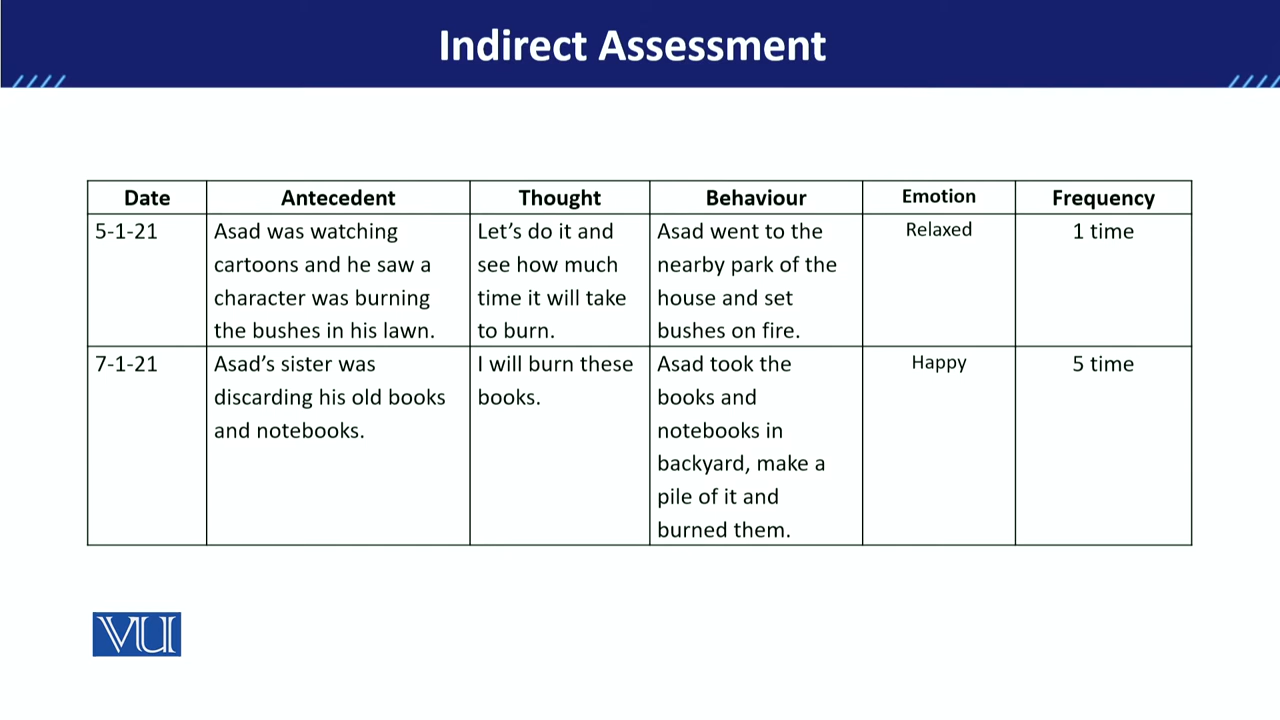 Indirect Assessment
Date Antecedent Thought Behaviour Emotion Frequency
5-1-21 Asad was watching Let’s do it and Asad went to the Relaxed 1 time
cartoons and he saw a see how much nearby park of the
character was burning time it will take house and set
the bushes in his lawn. to burn. bushes on fire.
7-1-21 Asad’s sister was I will burn these Asad took the Happy 5 time
discarding his old books books. books and
and notebooks. notebooks in
backyard, make a
pile of it and
burned them.
VU